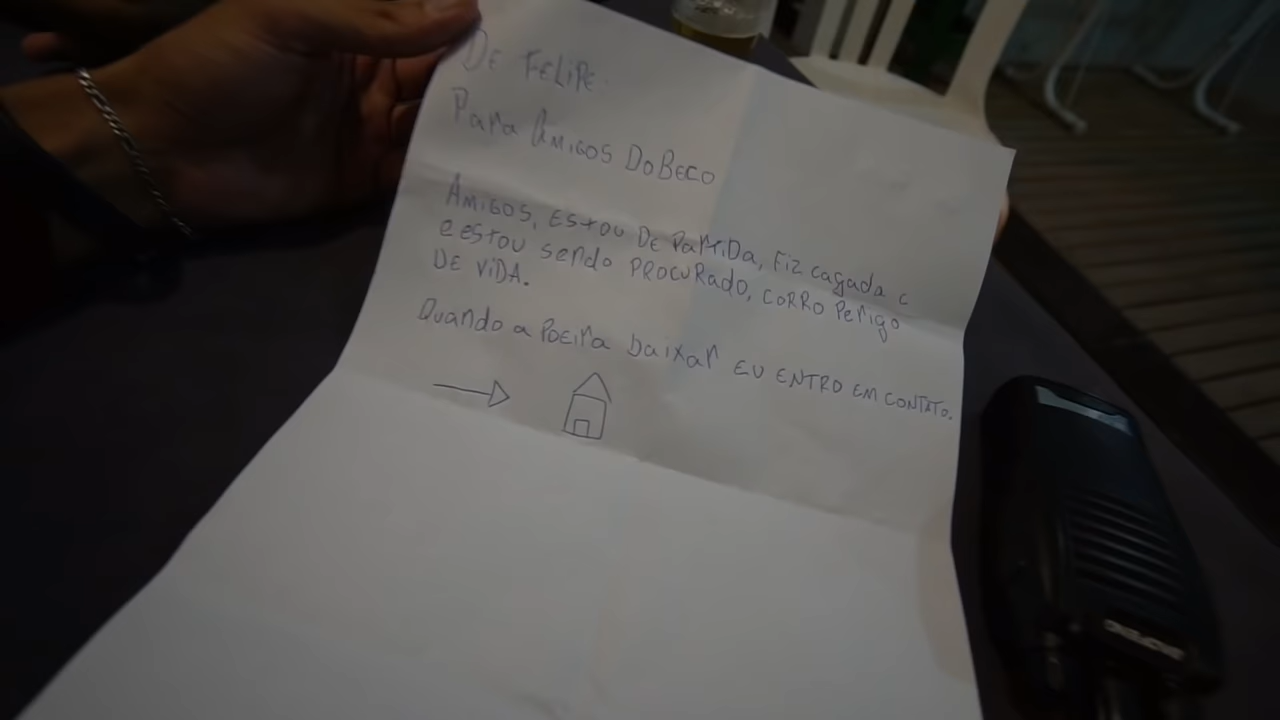 DE FELIPE.
Para Amigos Do Beco
Amigos, estou de partida, fiz cagada e
e estou sendo procurado, corro perigo
de vida.
Quando a poeira baixar eu entro em contato.